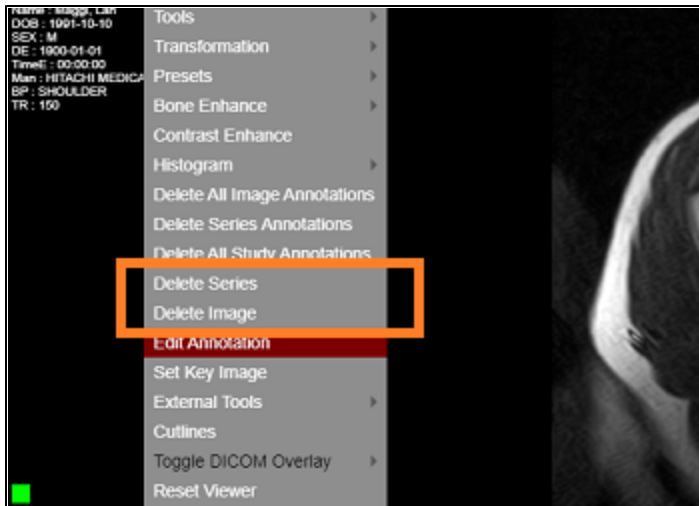 DOB : 1991-10-10
SEX : M
DE : 1900-01-01
TimeE : 00:00:00
Man : HITACHI MEDICA
BP : SHOULDER
TR : 150
Tools
Transformation
Presets
Bone Enhance
Contrast Enhance
Histogram
Delete All Image Annotations
Delete Series Annotations
Delete All Study Annotations
Delete Series
Delete Image
Edit Annotation
Set Key Image
External Tools
Cutlines
Toggle DICOM Overlay
Reset Viewer